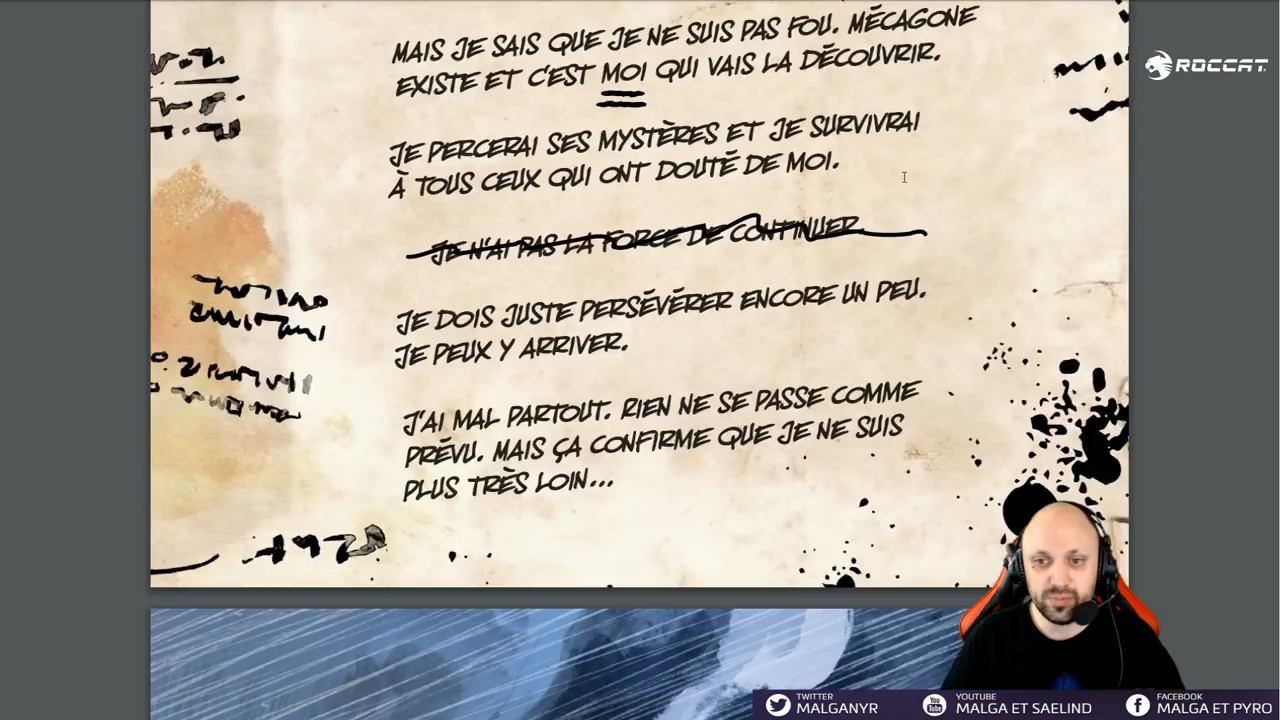 MAIS JE SAIS QUE JE NE SUIS PAS FOU. MÉCAGONE
EXISTE ET C'EST MOI QUI VAIS LA DÉCOUVRIR.
JE PERCERAI SES MYSTÈRES ET JE SURVIVRAI
À TOUS CEUX QUI ONT DOUTÉ DE MOI.
JE N'AI PAS LA FORCE DE CONTINUER.
JE DOIS JUSTE PERSÉVÉRER ENCORE UN PEU.
JE PEUX Y ARRIVER.
J'AI MAL PARTOUT. RIEN NE SE PASSE COMME
PRÉVU. MAIS ÇA CONFIRME QUE JE NE SUIS
PLUS TRÈS LOIN...
ROCCAT
TWITTER
MALGANYR
YOUTUBE
MALGA ET SAELIND
FACEBOOK
MALGA ET PYRO